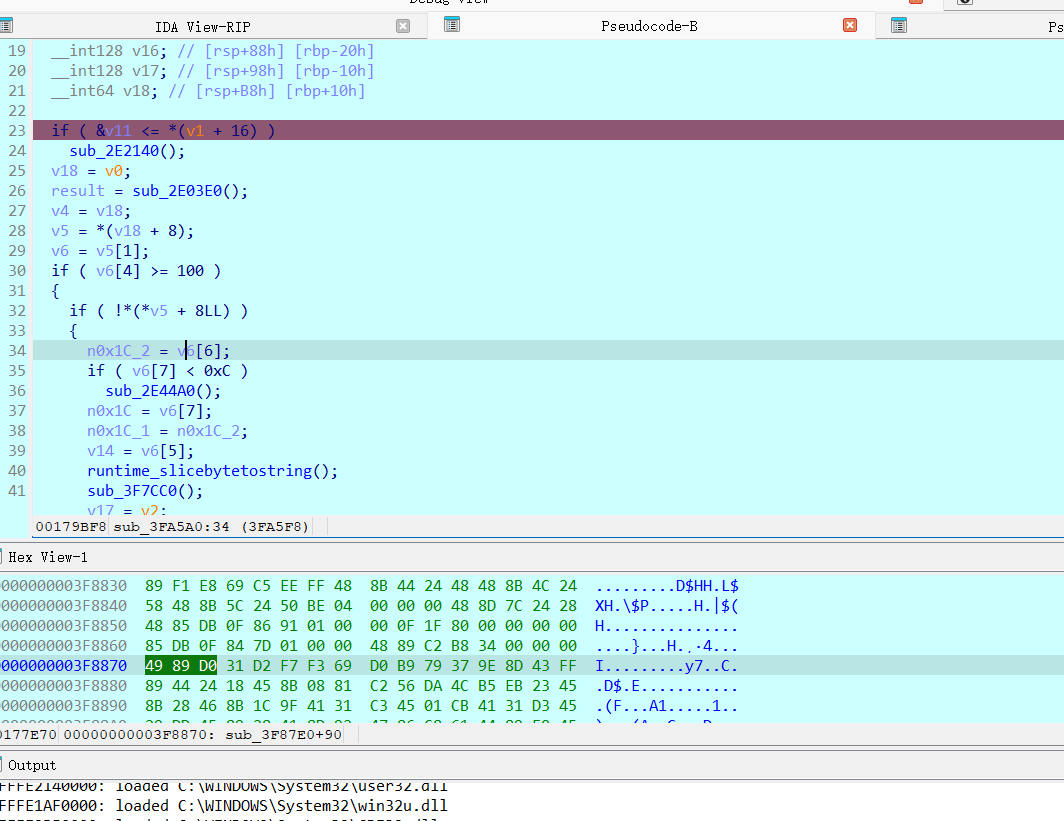 Debug View
IDA View-RIP
Pseudocode-B
Ps
19 __int128 v16; // [rsp+88h] [rbp-20h]
20 __int128 v17; // [rsp+98h] [rbp-10h]
21 __int64 v18; // [rsp+B8h] [rbp+10h]
22
23 if ( &v11 <= *(v1 + 16) )
24 sub_2E2140();
25 v18 = v0;
26 result = sub_2E03E0();
27 v4 = v18;
28 v5 = *(v18 + 8);
29 v6 = v5[1];
30 if ( v6[4] >= 100 )
31 {
32 if ( !*(*v5 + 8LL) )
33 {
34 n0x1C_2 = v6[6];
35 if ( v6[7] < 0xC )
36 sub_2E44A0();
37 n0x1C = v6[7];
38 n0x1C_1 = n0x1C_2;
39 v14 = v6[5];
40 runtime_slicebytetostring();
41 sub_3F7CC0();
v17 = v2;
00179BF8 sub_3FA5A0:34 (3FA5F8)
Hex View-1
0000000003F8830 89 F1 E8 69 C5 EE FF 48 8B 44 24 48 48 8B 4C 24 .........D$HH.L$
0000000003F8840 58 48 8B 5C 24 50 BE 04 00 00 00 48 8D 7C 24 28 XH.\$P.....H.|$(
0000000003F8850 48 85 DB 0F 86 91 01 00 00 0F 1F 80 00 00 00 00 H...............
0000000003F8860 85 DB 0F 84 7D 01 00 00 48 89 C2 B8 34 00 00 00 ....}...H.¸·4...
0000000003F8870 49 89 D0 31 D2 F7 F3 69 D0 B9 79 37 9E 8D 43 FF I.........y7..C.
0000000003F8880 89 44 24 18 45 8B 08 81 C2 56 DA 4C B5 EB 23 45 .D$.E...........
0000000003F8890 8B 28 46 8B 1C 9F 41 31 C3 45 01 CB 41 31 D3 45 .(F...A1.....1..
177E70 00000000003F8870: sub_3F87E0+90
Output
FFFE2140000: loaded C:\WINDOWS\System32\user32.dll
FFFE1AF0000: loaded C:\WINDOWS\System32\win32u.dll